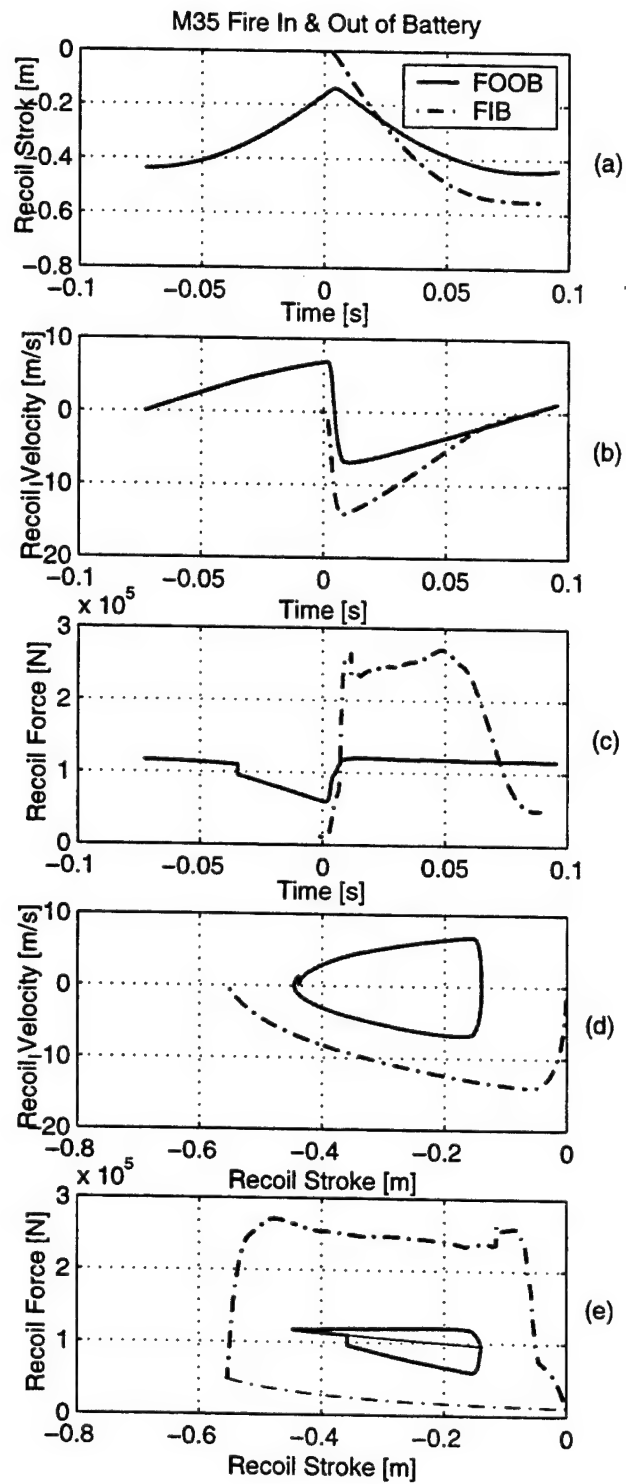 M35 Fire In & Out of Battery
0
-0.2
-0.4
-0.6
-0.8
Recoil Strok [m]
FOOB
FIB
(a)
-0.1 -0.05 0 0.05 0.1
Time [s]
10
0
10
20
Recoil Velocity [m/s]
(b)
-0.1 -0.05 0 0.05 0.1
Time [s]
x 10^5
3
2
1
0
Recoil Force [N]
(c)
-0.1 -0.05 0 0.05 0.1
Time [s]
10
0
10
20
Recoil Velocity [m/s]
(d)
-0.8 -0.6 -0.4 -0.2 0
Recoil Stroke [m]
x 10^5
3
2
1
0
Recoil Force [N]
(e)
-0.8 -0.6 -0.4 -0.2 0
Recoil Stroke [m]